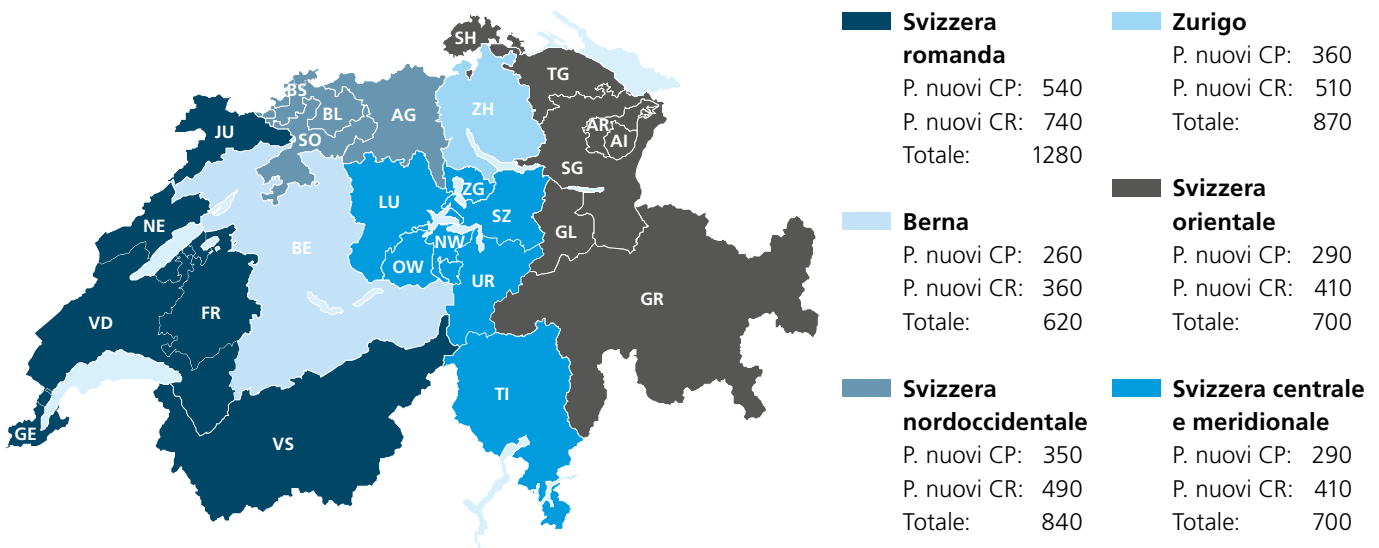 SH
TG
BS
BL
AG
ZH
JU
SO
AR
AI
SG
LU
ZG
SZ
NE
BE
NW
GL
OW
UR
GR
VD
FR
TI
GE
VS
Svizzera
romanda
P. nuovi CP: 540
P. nuovi CR: 740
Totale: 1280
Berna
P. nuovi CP: 260
P. nuovi CR: 360
Totale: 620
Svizzera
nordoccidentale
P. nuovi CP: 350
P. nuovi CR: 490
Totale: 840
Zurigo
P. nuovi CP: 360
P. nuovi CR: 510
Totale: 870
Svizzera
orientale
P. nuovi CP: 290
P. nuovi CR: 410
Totale: 700
Svizzera centrale
e meridionale
P. nuovi CP: 290
P. nuovi CR: 410
Totale: 700